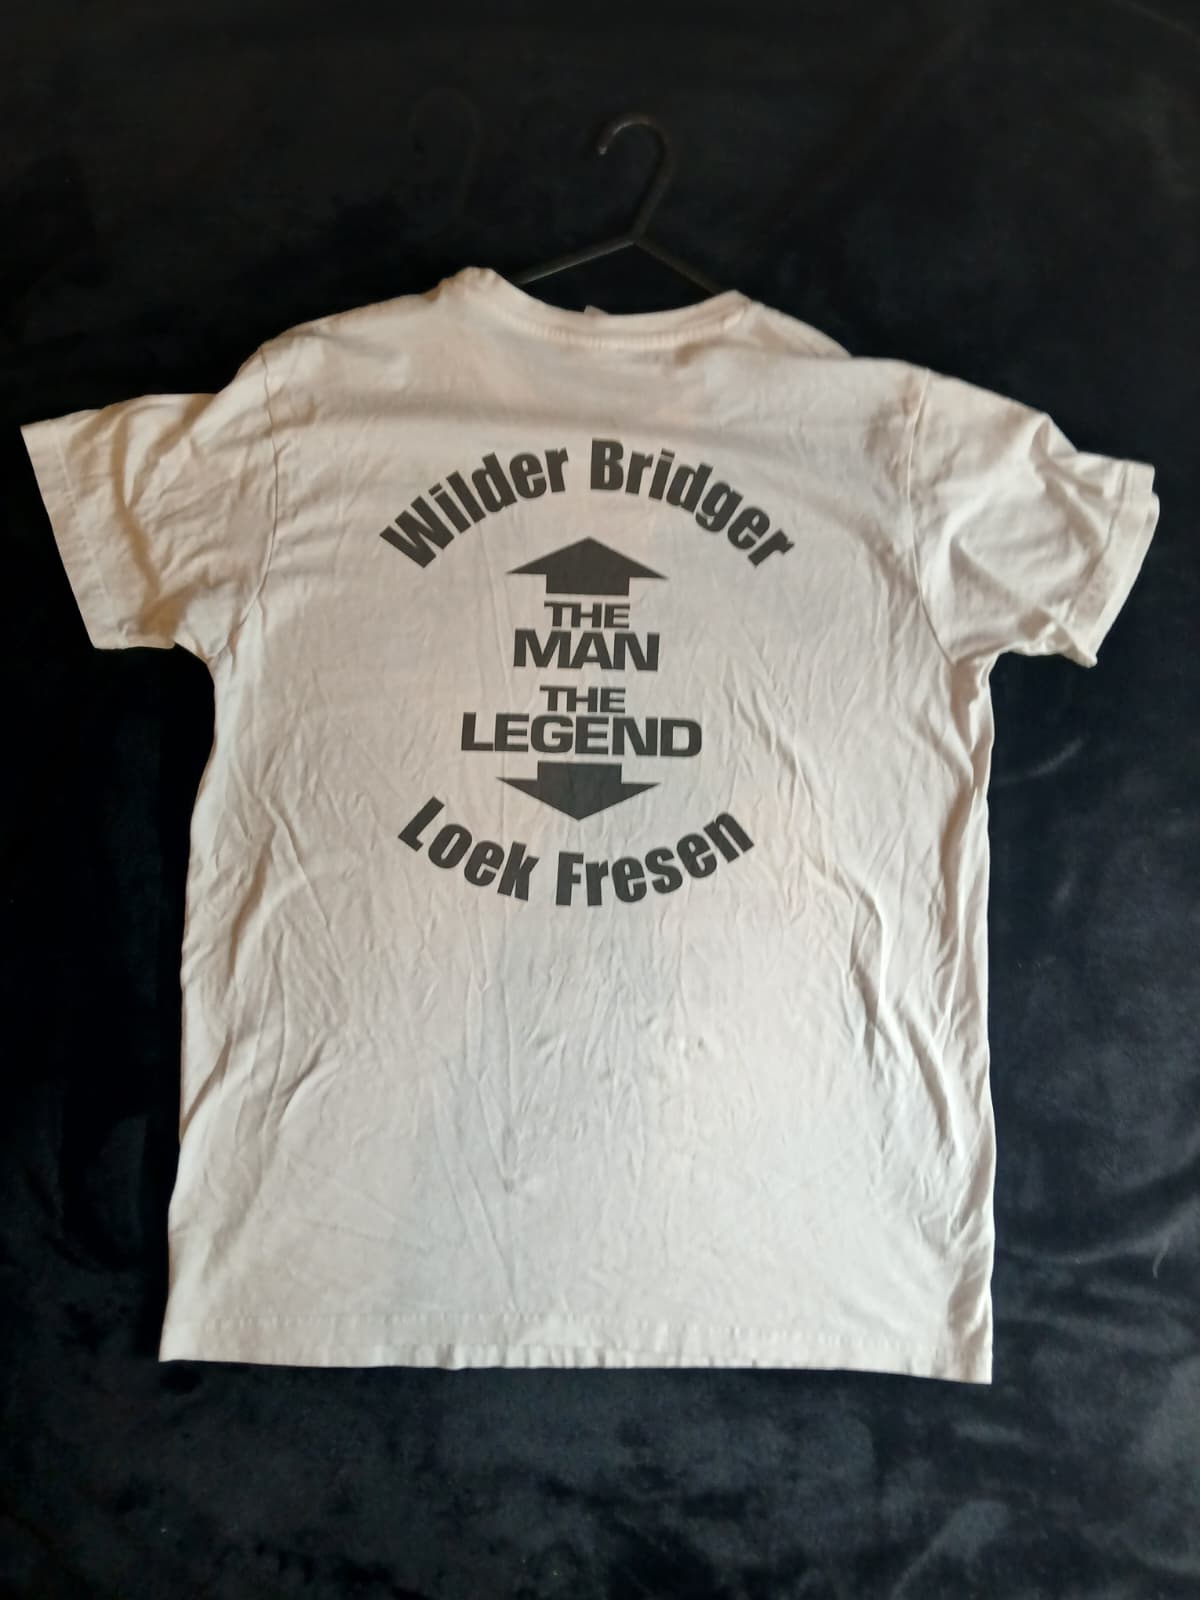 Wilder Bridger
THE
MAN
THE
LEGEND
Loek Fresen